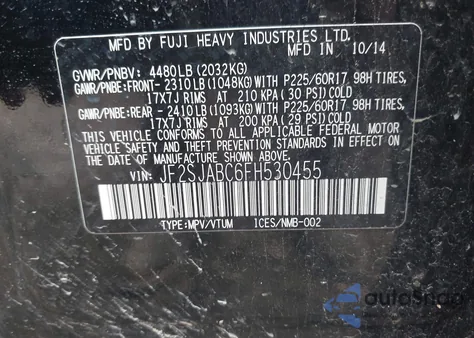 MFD BY FUJI HEAVY INDUSTRIES LTD.
MFD IN 10/14
GVWR/PNBV: 4480LB(2032KG)
GAWR/PNBE:FRONT- 2310LB(1048KG)WITH P225/60R17 98H TIRES,
17X7J RIMS AT 210 KPA(30 PSI)COLD
GAWR/PNBE:REAR - 2410LB(1093KG)WITH P225/60R17 98H TIRES,
17X7J RIMS AT 200 KPA(29 PSI)COLD
THIS VEHICLE CONFORMS TO ALL APPLICABLE FEDERAL MOTOR
VEHICLE SAFETY AND THEFT PREVENTION STANDARDS IN EFFECT ON
THE DATE OF MANUFACTURE SHOWN ABOVE.
VIN: JF2SJABC6FH530455
TYPE:MPV/VTUM ICES/NMB-002
autoSnap